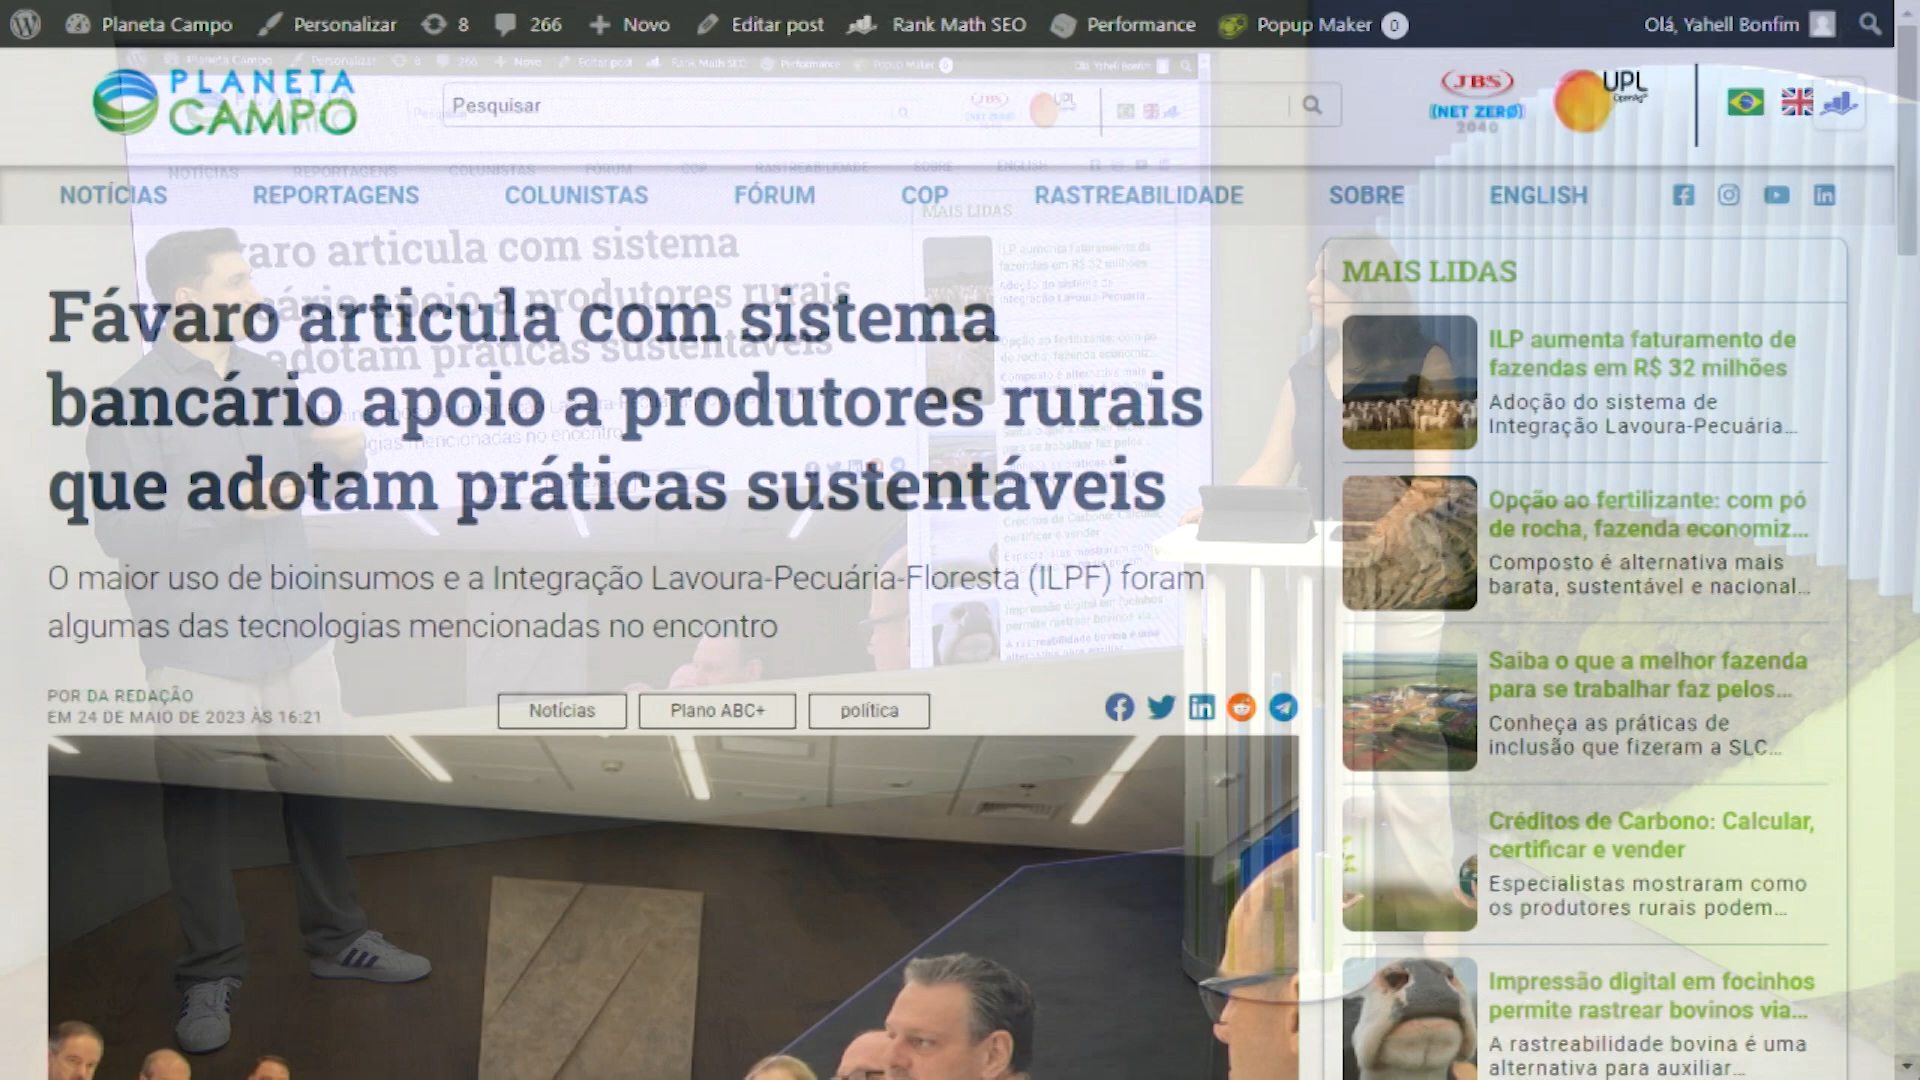 Planeta Campo Personalizar 8 266 Novo Editar post Rank Math SEO Performance Popup Maker 0 Olá, Yahell Bonfim
PLANETA
CAMPO
Pesquisar
JBS
(NET ZERØ)
2040
UPL
OpenAg
NOTÍCIAS REPORTAGENS COLUNISTAS FÓRUM COP RASTREABILIDADE SOBRE ENGLISH
Fávaro articula com sistema
bancário apoio a produtores rurais
que adotam práticas sustentáveis
O maior uso de bioinsumos e a Integração Lavoura-Pecuária-Floresta (ILPF) foram
algumas das tecnologias mencionadas no encontro
POR DA REDAÇÃO
EM 24 DE MAIO DE 2023 ÀS 16:21
Notícias Plano ABC+ política
MAIS LIDAS
ILP aumenta faturamento de
fazendas em R$ 32 milhões
Adoção do sistema de
Integração Lavoura-Pecuária...
Opção ao fertilizante: com pó
de rocha, fazenda economiz...
Composto é alternativa mais
barata, sustentável e nacional...
Saiba o que a melhor fazenda
para se trabalhar faz pelos...
Conheça as práticas de
inclusão que fizeram a SLC...
Créditos de Carbono: Calcular,
certificar e vender
Especialistas mostraram como
os produtores rurais podem...
Impressão digital em focinhos
permite rastrear bovinos via...
A rastreabilidade bovina é uma
alternativa para auxiliar...